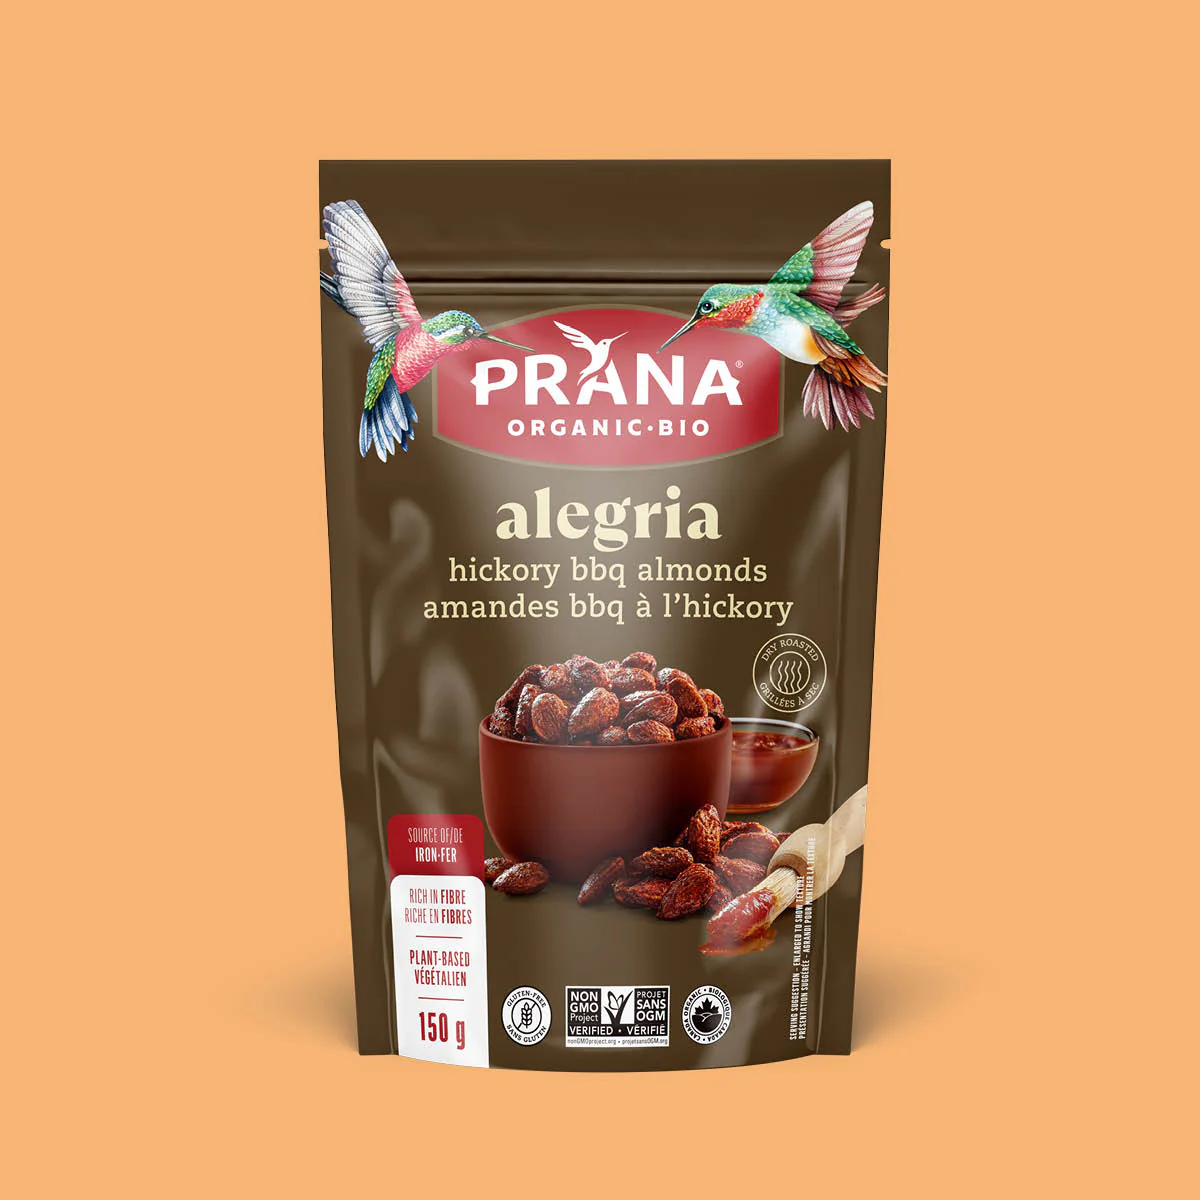 PRANA®
ORGANIC•BIO
alegria
hickory bbq almonds
amandes bbq à l'hickory
DRY ROASTED
GRILLÉES À SEC
SOURCE OF/DE
IRON•FER
RICH IN FIBRE
RICHE EN FIBRES
PLANT-BASED
VÉGÉTALIEN
150 g
GLUTEN-FREE
SANS GLUTEN
NON
GMO
Project
PROJET
SANS
OGM
VERIFIED • VÉRIFIÉ
nonGMOproject.org • projetsansOGM.org
CANADA ORGANIC • BIOLOGIQUE CANADA
SERVING SUGGESTION - ENLARGED TO SHOW TEXTURE
PRÉSENTATION SUGGÉRÉE - AGRANDI POUR MONTRER LA TEXTURE